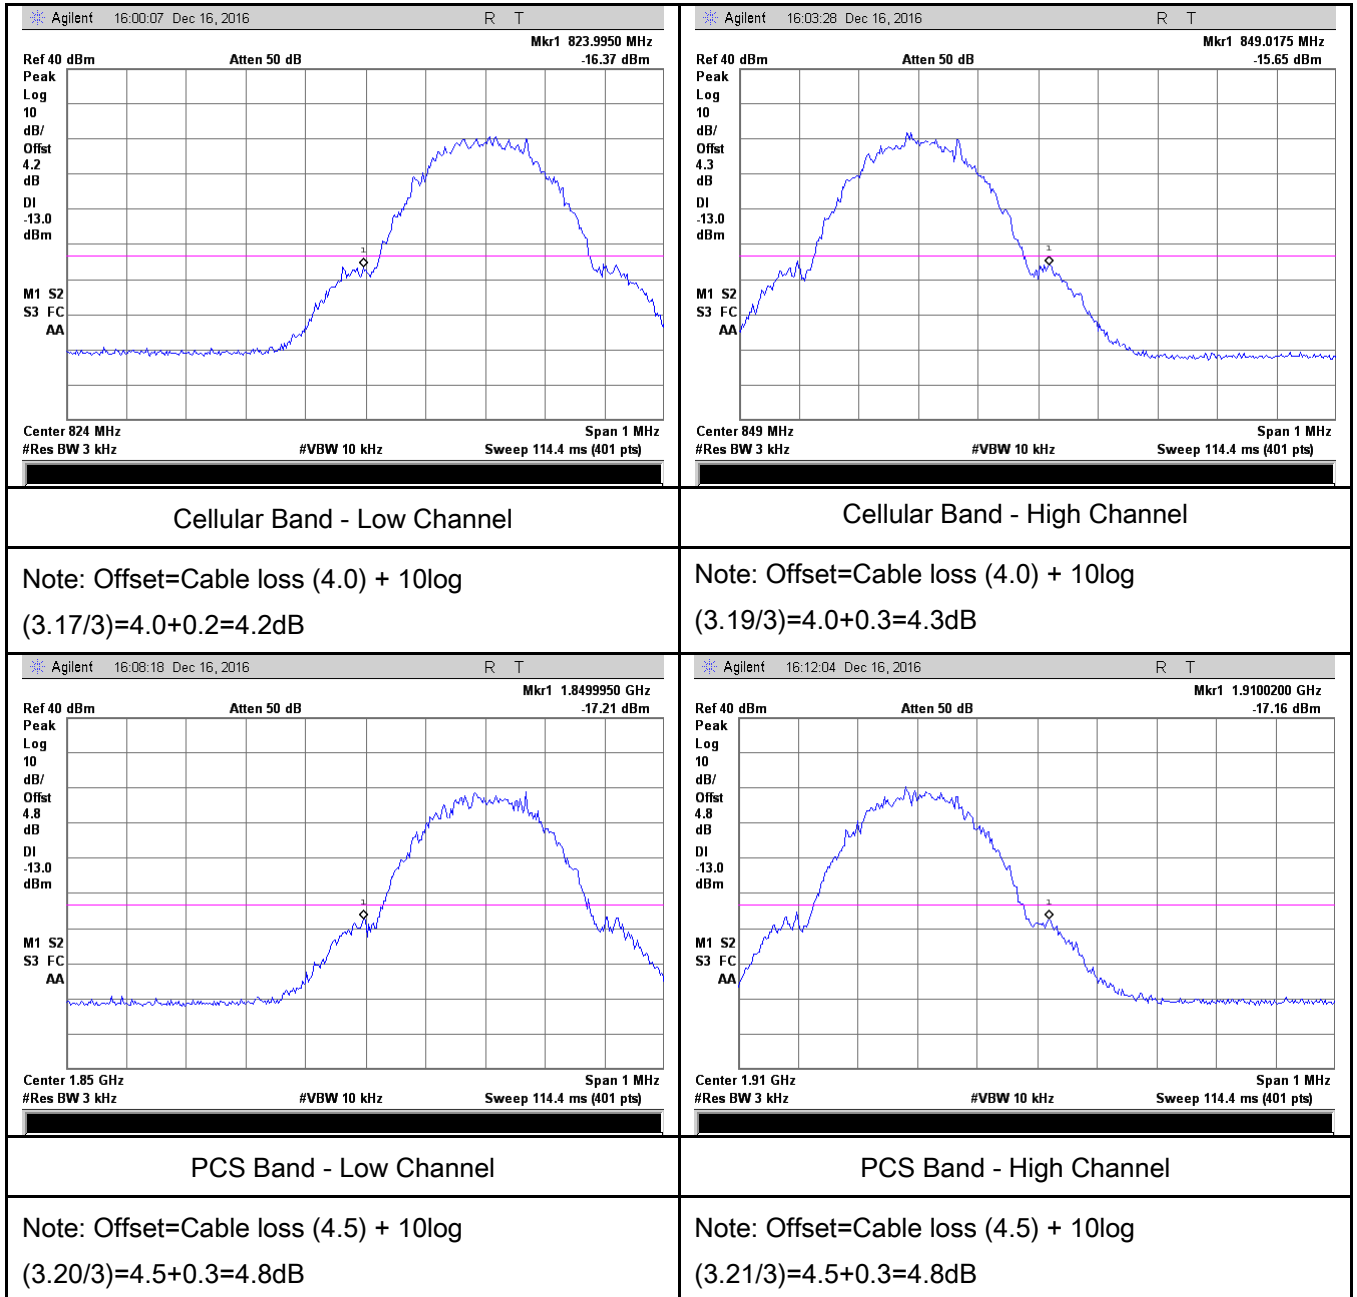 Agilent 16:00:07 Dec 16, 2016 R T
Mkr1 823.9950 MHz
Ref 40 dBm Atten 50 dB -16.37 dBm
Peak
Log
10
dB/
Offst
4.2
dB
DI
-13.0
dBm
1
M1 S2
S3 FC
AA
Center 824 MHz Span 1 MHz
#Res BW 3 kHz #VBW 10 kHz Sweep 114.4 ms (401 pts)
Agilent 16:03:28 Dec 16, 2016 R T
Mkr1 849.0175 MHz
Ref 40 dBm Atten 50 dB -15.65 dBm
Peak
Log
10
dB/
Offst
4.3
dB
DI
-13.0
dBm
1
M1 S2
S3 FC
AA
Center 849 MHz Span 1 MHz
#Res BW 3 kHz #VBW 10 kHz Sweep 114.4 ms (401 pts)
Cellular Band - Low Channel
Cellular Band - High Channel
Note: Offset=Cable loss (4.0) + 10log
(3.17/3)=4.0+0.2=4.2dB
Note: Offset=Cable loss (4.0) + 10log
(3.19/3)=4.0+0.3=4.3dB
Agilent 16:08:18 Dec 16, 2016 R T
Mkr1 1.8499950 GHz
Ref 40 dBm Atten 50 dB -17.21 dBm
Peak
Log
10
dB/
Offst
4.8
dB
DI
-13.0
dBm
1
M1 S2
S3 FC
AA
Center 1.85 GHz Span 1 MHz
#Res BW 3 kHz #VBW 10 kHz Sweep 114.4 ms (401 pts)
Agilent 16:12:04 Dec 16, 2016 R T
Mkr1 1.9100200 GHz
Ref 40 dBm Atten 50 dB -17.16 dBm
Peak
Log
10
dB/
Offst
4.8
dB
DI
-13.0
dBm
1
M1 S2
S3 FC
AA
Center 1.91 GHz Span 1 MHz
#Res BW 3 kHz #VBW 10 kHz Sweep 114.4 ms (401 pts)
PCS Band - Low Channel
PCS Band - High Channel
Note: Offset=Cable loss (4.5) + 10log
(3.20/3)=4.5+0.3=4.8dB
Note: Offset=Cable loss (4.5) + 10log
(3.21/3)=4.5+0.3=4.8dB